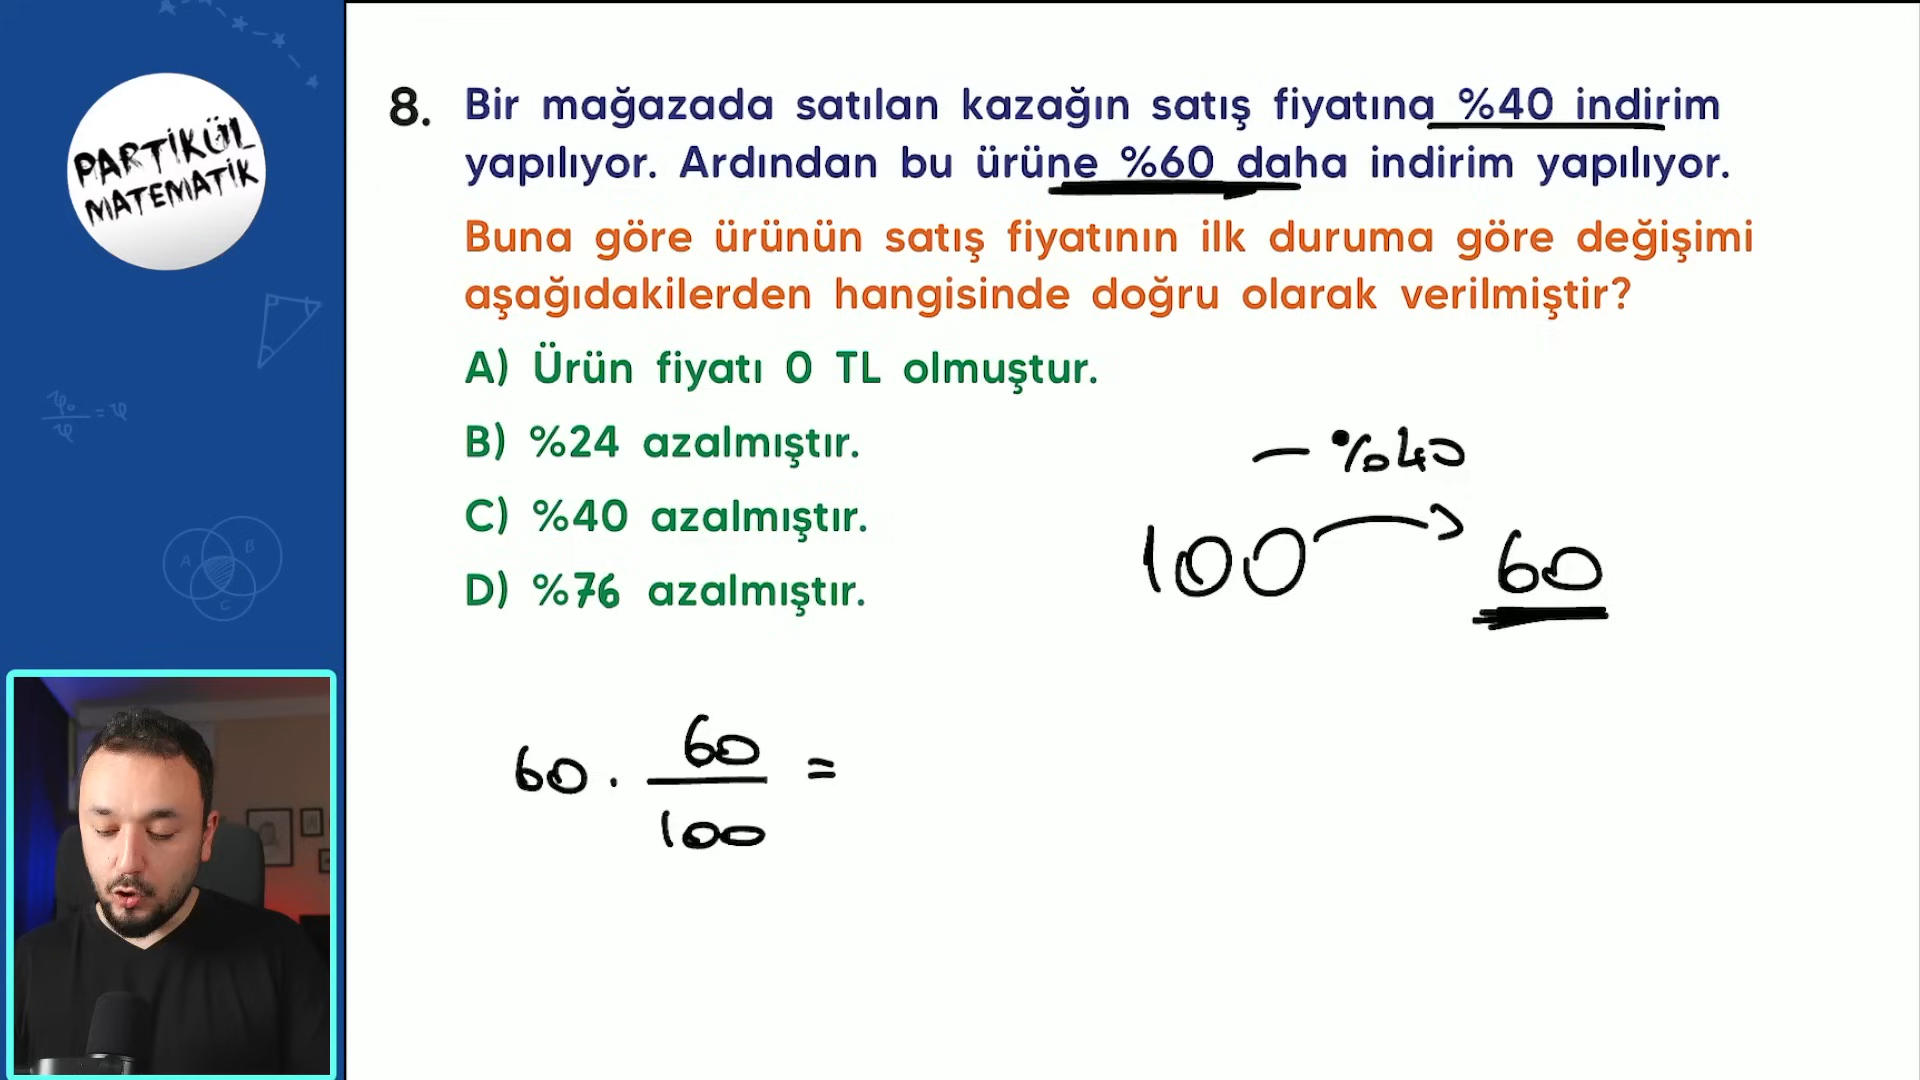 PARTİKÜL
MATEMATİK
8. Bir mağazada satılan kazağın satış fiyatına %40 indirim
yapılıyor. Ardından bu ürüne %60 daha indirim yapılıyor.
Buna göre ürünün satış fiyatının ilk duruma göre değişimi
aşağıdakilerden hangisinde doğru olarak verilmiştir?
A) Ürün fiyatı 0 TL olmuştur.
B) %24 azalmıştır.
C) %40 azalmıştır.
D) %76 azalmıştır.
- %40
100 → 60
60 . 60/100 =
A
B
C